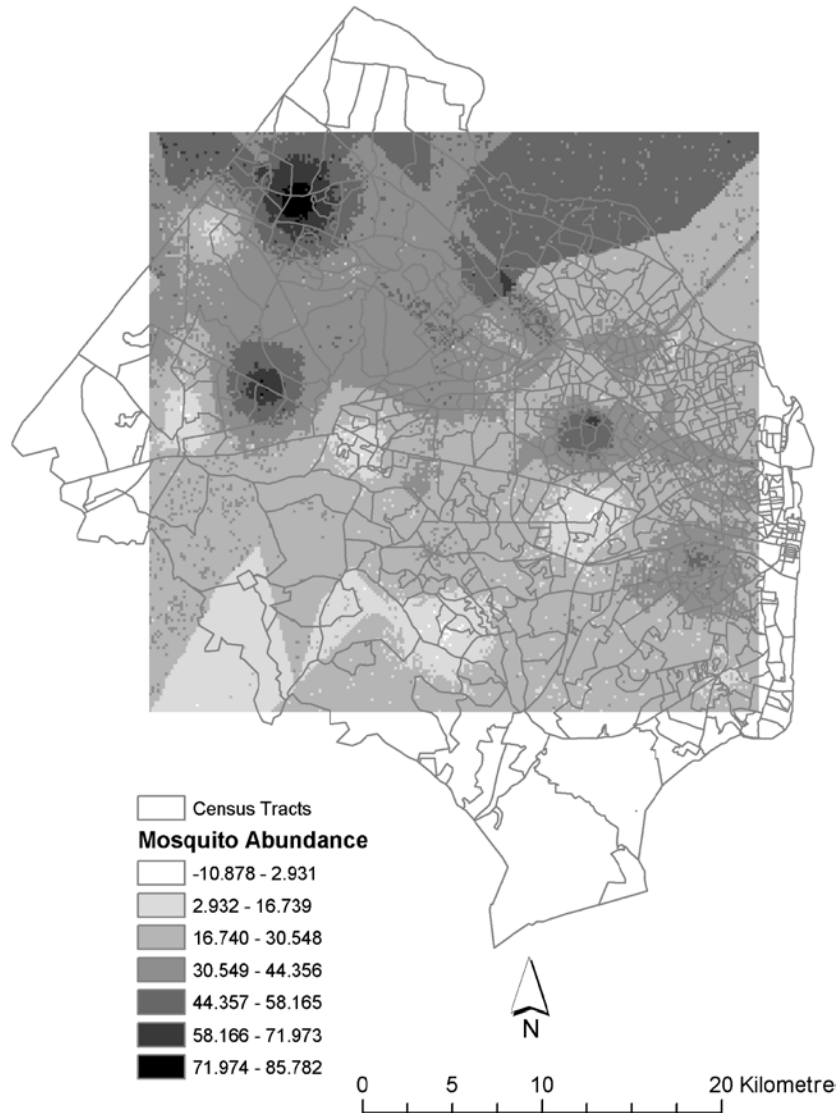 Census Tracts
Mosquito Abundance
-10.878 - 2.931
2.932 - 16.739
16.740 - 30.548
30.549 - 44.356
44.357 - 58.165
58.166 - 71.973
71.974 - 85.782
N
0 5 10 20 Kilometre